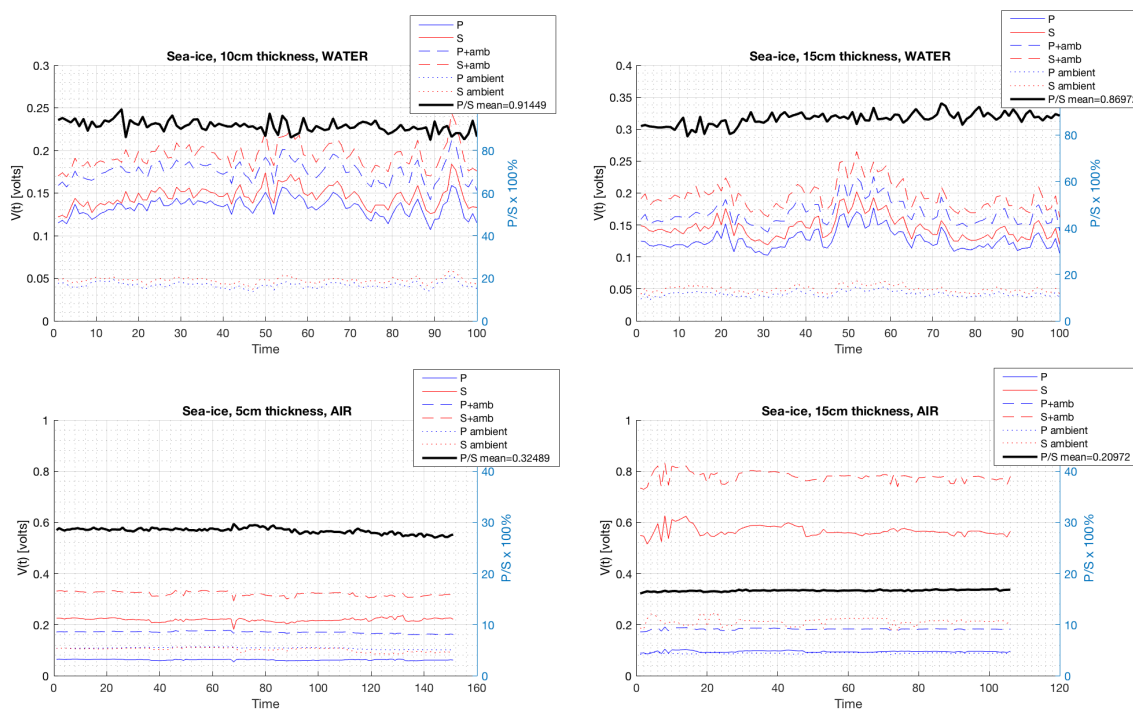 Sea-ice, 10cm thickness, WATER
P
S
P+amb
S+amb
P ambient
S ambient
P/S mean=0.91449
V(t) [volts]
0.3
0.25
0.2
0.15
0.1
0.05
0
0 10 20 30 40 50 60 70 80 90 100
Time
80
60
40
20
0
P/S x 100%
Sea-ice, 15cm thickness, WATER
P
S
P+amb
S+amb
P ambient
S ambient
P/S mean=0.8697
V(t) [volts]
0.4
0.35
0.3
0.25
0.2
0.15
0.1
0.05
0
0 10 20 30 40 50 60 70 80 90 100
Time
80
60
40
20
0
P/S x 100%
Sea-ice, 5cm thickness, AIR
P
S
P+amb
S+amb
P ambient
S ambient
P/S mean=0.32489
V(t) [volts]
1
0.8
0.6
0.4
0.2
0
0 20 40 60 80 100 120 140 160
Time
40
30
20
10
0
P/S x 100%
Sea-ice, 15cm thickness, AIR
P
S
P+amb
S+amb
P ambient
S ambient
P/S mean=0.20972
V(t) [volts]
1
0.8
0.6
0.4
0.2
0
0 20 40 60 80 100 120
Time
40
30
20
10
0
P/S x 100%